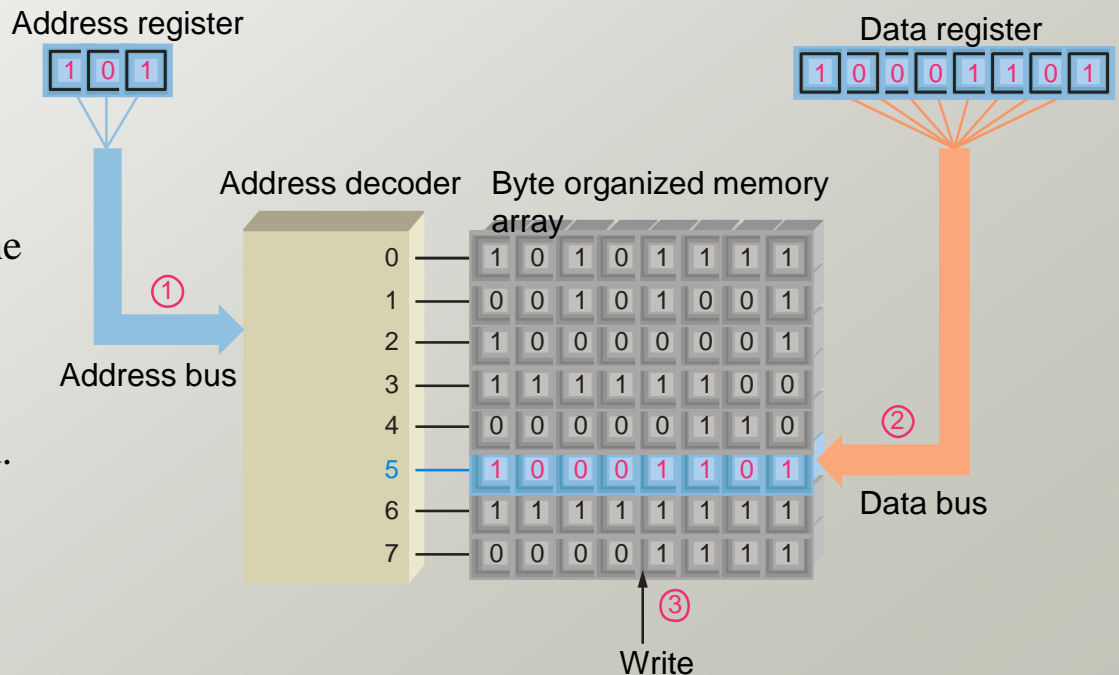 Address register
1 0 1
Data register
1 0 0 0 1 1 0 1
Address decoder
Byte organized memory
array
0 1 0 1 0 1 1 1 1
1 0 0 1 0 1 0 0 1
2 1 0 0 0 0 0 0 1
3 1 1 1 1 1 1 0 0
4 0 0 0 0 0 1 1 0
5 1 0 0 0 1 1 0 1
6 1 1 1 1 1 1 1 1
7 0 0 0 0 1 1 1 1
1
Address bus
2
Data bus
3
Write